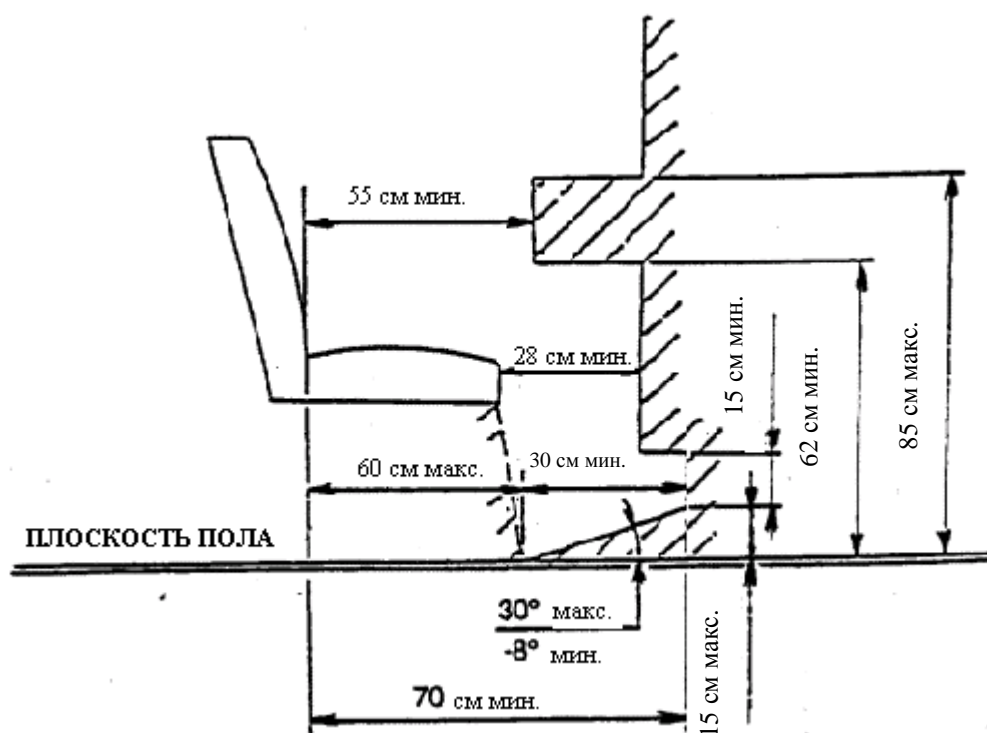 55 см мин.
28 см мин.
15 см мин.
62 см мин.
85 см макс.
60 см макс.
30 см мин.
ПЛОСКОСТЬ ПОЛА
30° макс.
-8° мин.
15 см макс.
70 см мин.